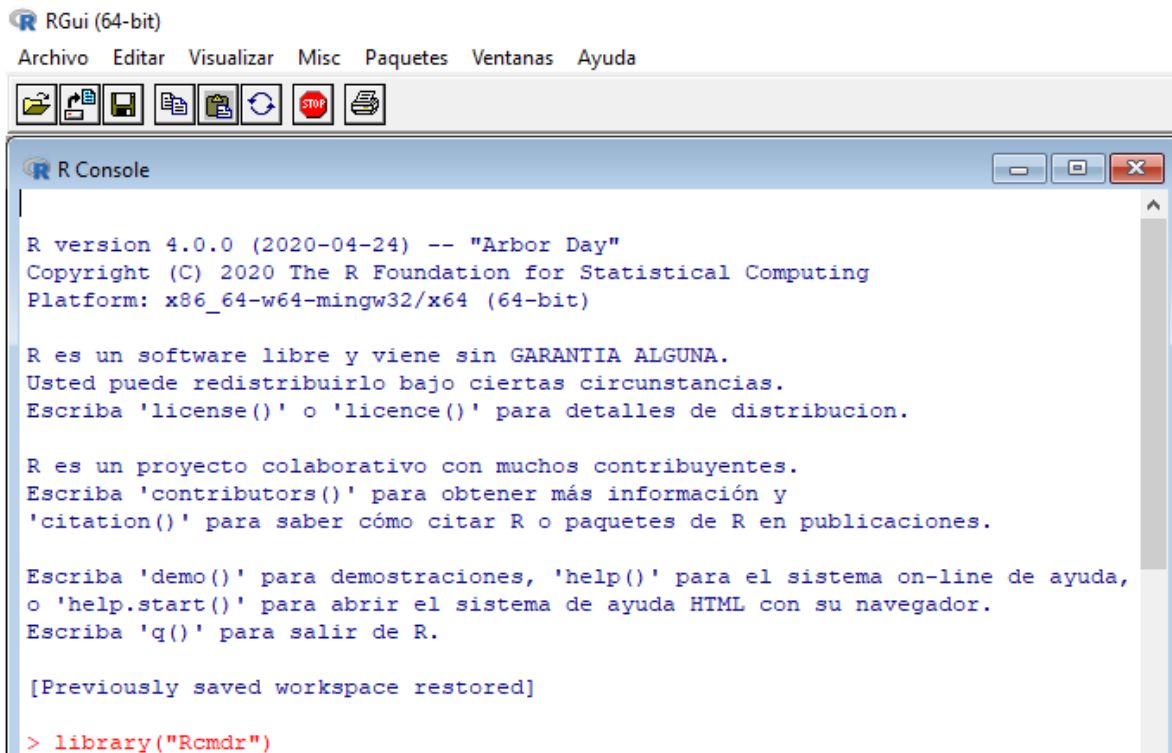 RGui (64-bit)
Archivo Editar Visualizar Misc Paquetes Ventanas Ayuda
STOP
R Console
R version 4.0.0 (2020-04-24) -- "Arbor Day"
Copyright (C) 2020 The R Foundation for Statistical Computing
Platform: x86_64-w64-mingw32/x64 (64-bit)
R es un software libre y viene sin GARANTIA ALGUNA.
Usted puede redistribuirlo bajo ciertas circunstancias.
Escriba 'license()' o 'licence()' para detalles de distribucion.
R es un proyecto colaborativo con muchos contribuyentes.
Escriba 'contributors()' para obtener más información y
'citation()' para saber cómo citar R o paquetes de R en publicaciones.
Escriba 'demo()' para demostraciones, 'help()' para el sistema on-line de ayuda,
o 'help.start()' para abrir el sistema de ayuda HTML con su navegador.
Escriba 'q()' para salir de R.
[Previously saved workspace restored]
> library("Rcmdr")